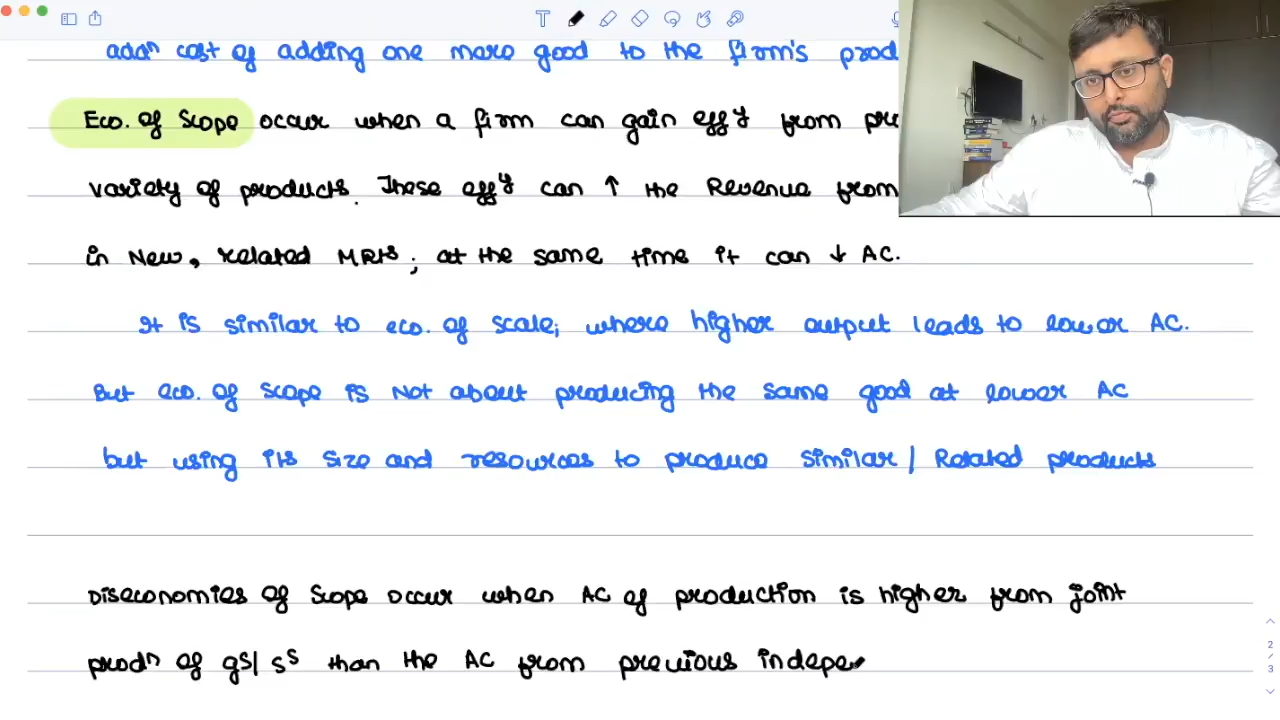 addn cost of adding one more good to the firm's prod
Eco. of Scope occur when a firm can gain effy from pro
variety of products. These effy can ↑ the Revenue from
in New, related MRKts; at the same time it can ↓ AC.
It is similar to eco. of scale; where higher output leads to lower AC.
But eco. of scope is Not about producing the same good at lower AC
but using its size and resources to produce similar / Related products
Diseconomies of Scope occur when AC of production is higher from joint
prodn of gs/ss than the AC from previous indepe
2
/
3